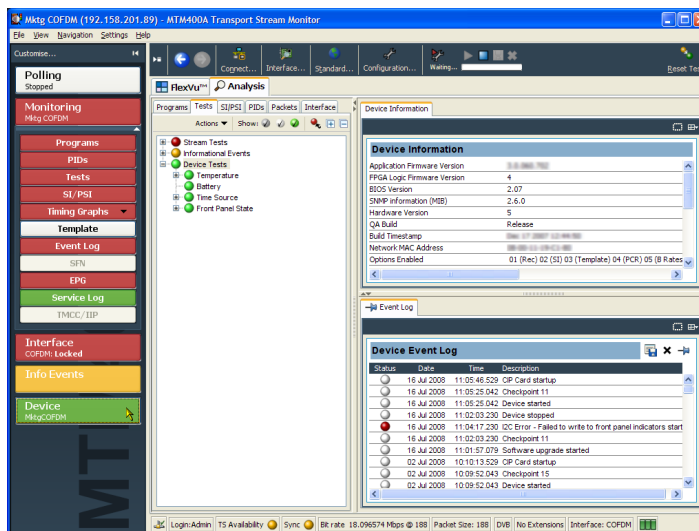 Mktg COFDM (192.158.201.89) - MTM400A Transport Stream Monitor
File View Navigation Settings Help
Customise...
Polling
Stopped
Monitoring
Mktg COFDM
Programs
PIDs
Tests
SI/PSI
Timing Graphs
Template
Event Log
SFN
EPG
Service Log
TMCC/IIP
Interface
COFDM: Locked
Info Events
Device
MktgCOFDM
MT
Connect... Interface... Standard... Configuration... Waiting...
Reset Te
FlexVu™ Analysis
Programs Tests SI/PSI PIDs Packets Interface
Actions Show:
Stream Tests
Informational Events
Device Tests
Temperature
Battery
Time Source
Front Panel State
Device Information
Device Information
Application Firmware Version
FPGA Logic Firmware Version 4
BIOS Version 2.07
SNMP information (MIB) 2.6.0
Hardware Version 5
QA Build Release
Build Timestamp
Network MAC Address
Options Enabled 01 (Rec) 02 (SI) 03 (Template) 04 (PCR) 05 (B Rates
Event Log
Device Event Log
Status Date Time Description
16 Jul 2008 11:05:46.529 CIP Card startup
16 Jul 2008 11:05:25.042 Checkpoint 11
16 Jul 2008 11:05:25.042 Device started
16 Jul 2008 11:02:03.230 Device stopped
16 Jul 2008 11:04:17.230 I2C Error - Failed to write to front panel indicators start
16 Jul 2008 11:02:03.230 Checkpoint 11
16 Jul 2008 11:01:57.079 Software upgrade started
02 Jul 2008 10:10:13.529 CIP Card startup
02 Jul 2008 10:09:52.043 Checkpoint 15
02 Jul 2008 10:09:52.043 Device started
Login:Admin TS Availability Sync Bit rate 18.096574 Mbps @ 188 Packet Size: 188 DVB No Extensions Interface: COFDM